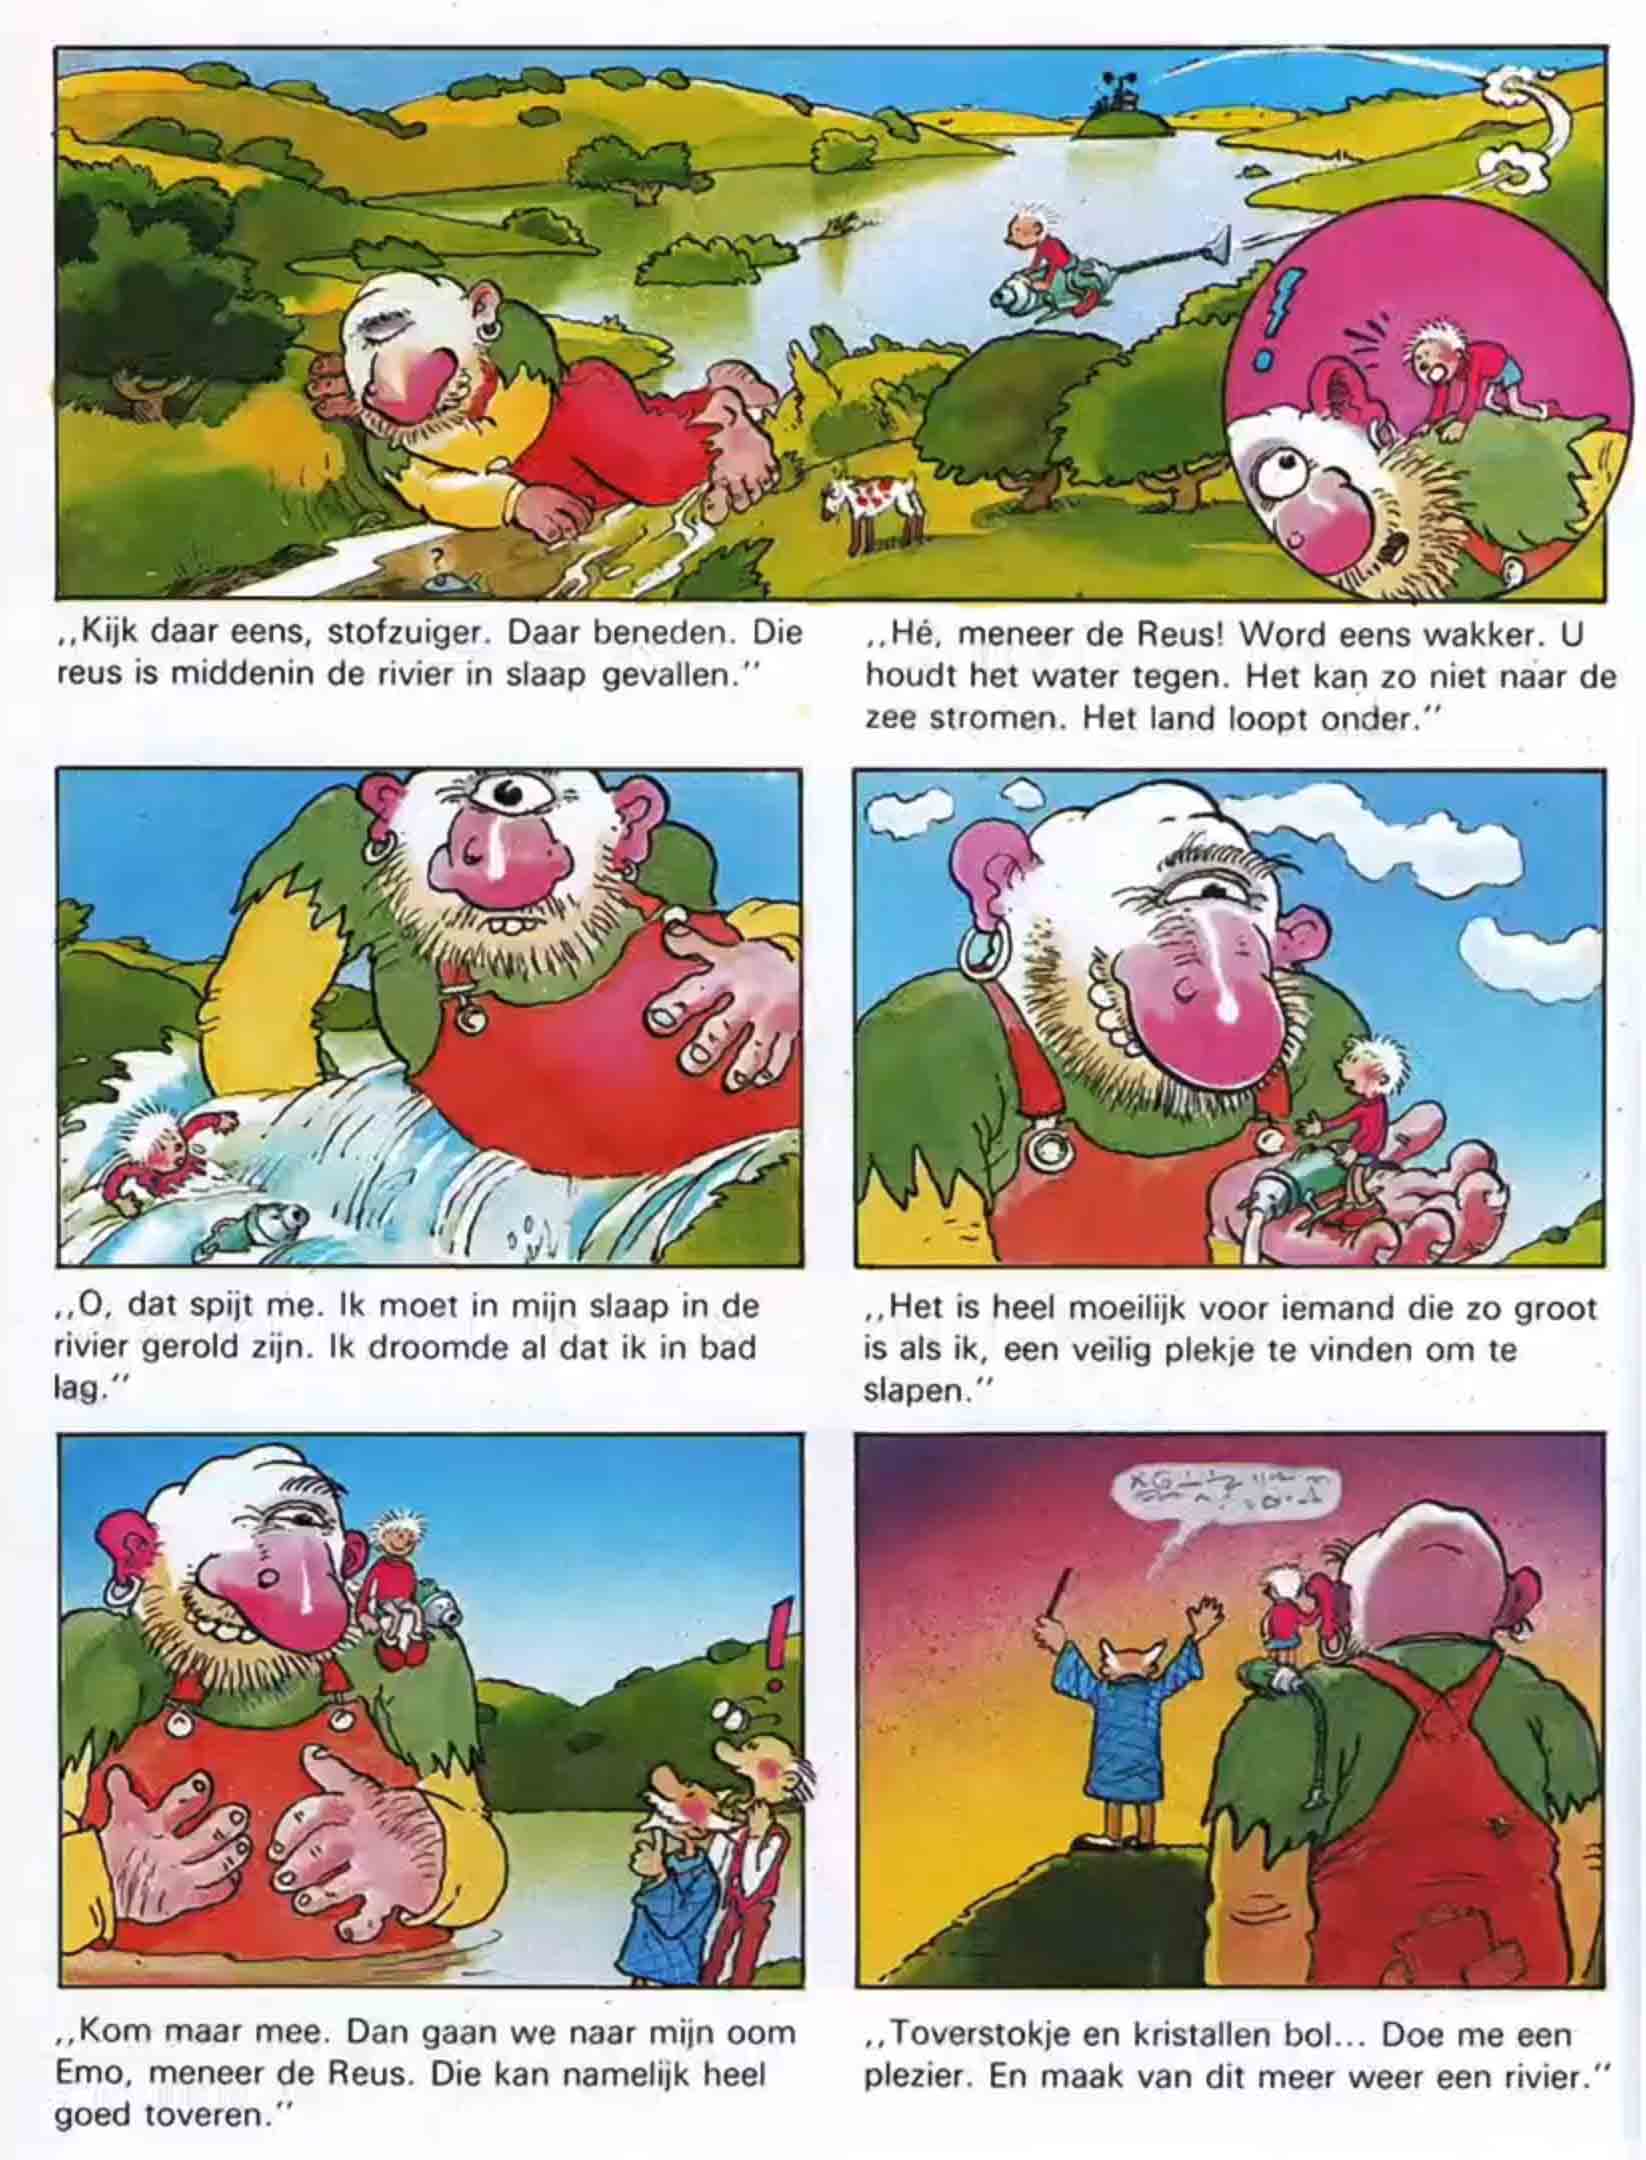 ?
!
,,Kijk daar eens, stofzuiger. Daar beneden. Die
reus is middenin de rivier in slaap gevallen.”
,,Hé, meneer de Reus! Word eens wakker. U
houdt het water tegen. Het kan zo niet naar de
zee stromen. Het land loopt onder.”
,,O, dat spijt me. Ik moet in mijn slaap in de
rivier gerold zijn. Ik droomde al dat ik in bad
lag.”
,,Het is heel moeilijk voor iemand die zo groot
is als ik, een veilig plekje te vinden om te
slapen.”
!
,,Kom maar mee. Dan gaan we naar mijn oom
Emo, meneer de Reus. Die kan namelijk heel
goed toveren.”
,,Toverstokje en kristallen bol... Doe me een
plezier. En maak van dit meer weer een rivier.”